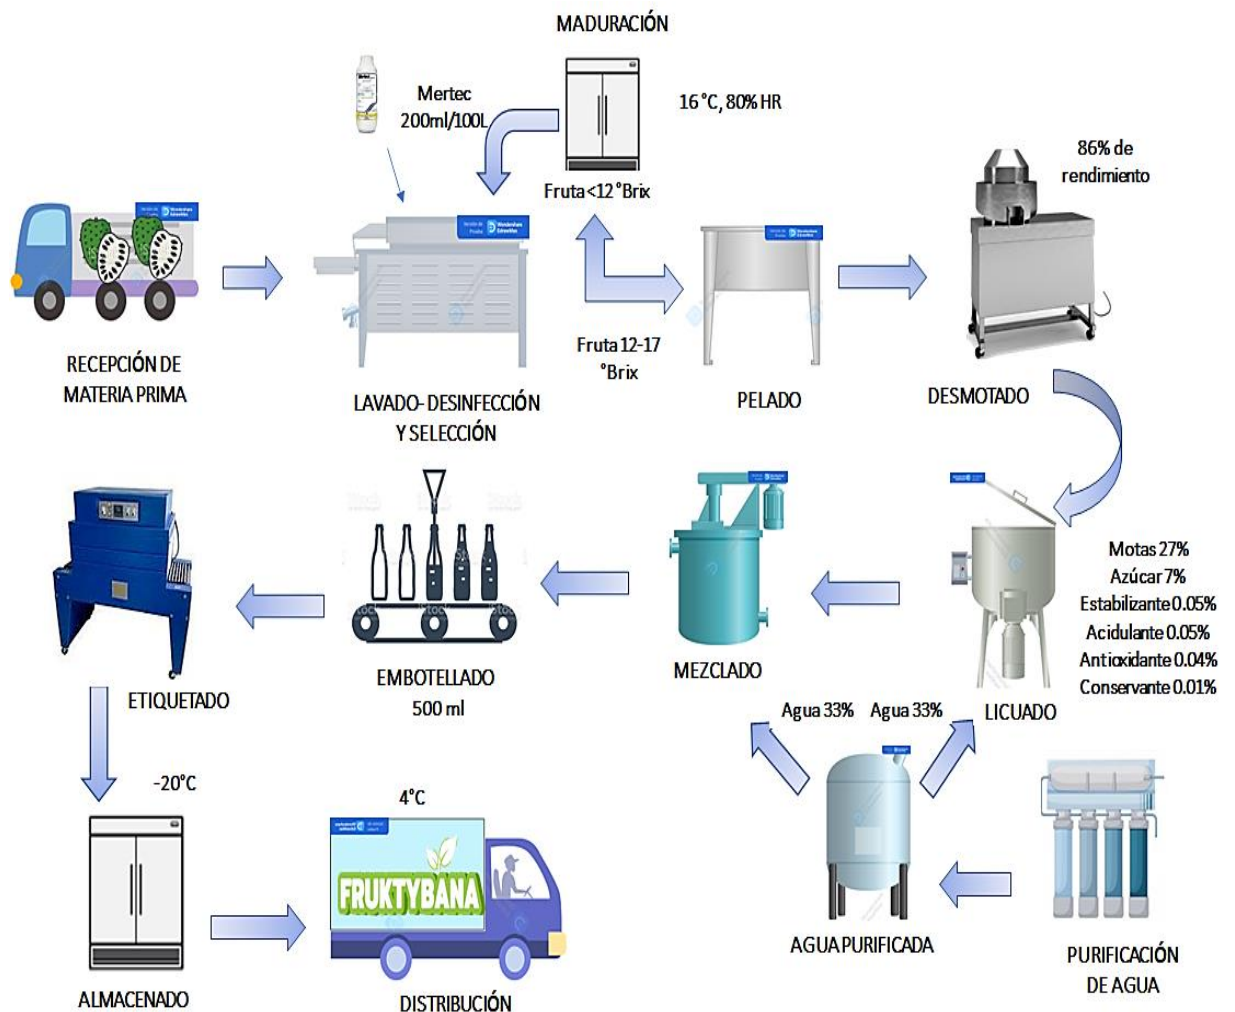 MADURACIÓN
Mertec
200ml/100L
16 °C, 80% HR
86% de
rendimiento
Fruta <12 °Brix
Fruta 12-17
°Brix
RECEPCIÓN DE
MATERIA PRIMA
LAVADO- DESINFECCIÓN
Y SELECCIÓN
PELADO
DESMOTADO
Motas 27%
Azúcar 7%
Estabilizante 0.05%
Acidulante 0.05%
Antioxidante 0.04%
Conservante 0.01%
LICUADO
MEZCLADO
EMBOTELLADO
500 ml
ETIQUETADO
Agua 33%
Agua 33%
-20°C
4°C
FRUKTYBANA
ALMACENADO
DISTRIBUCIÓN
AGUA PURIFICADA
PURIFICACIÓN
DE AGUA